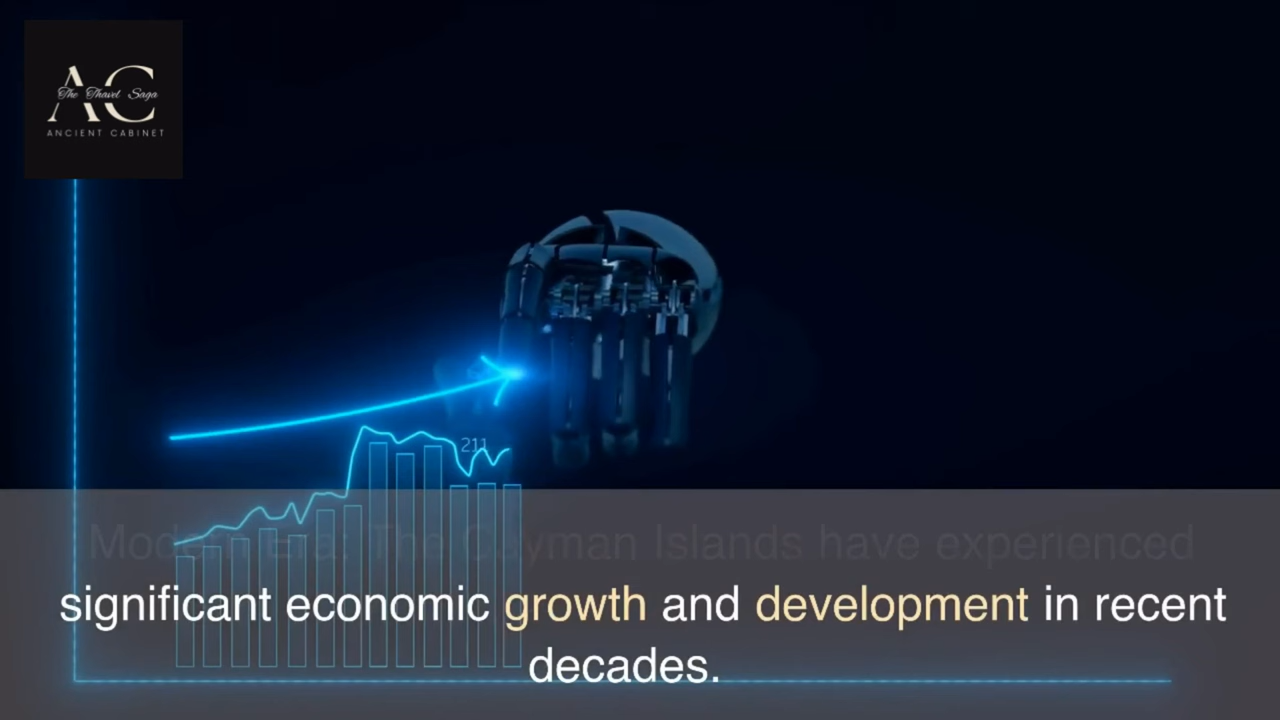 AC
The Thavel Saga
ANCIENT CABINET
211
Modern Era: The Cayman Islands have experienced
significant economic growth and development in recent
decades.